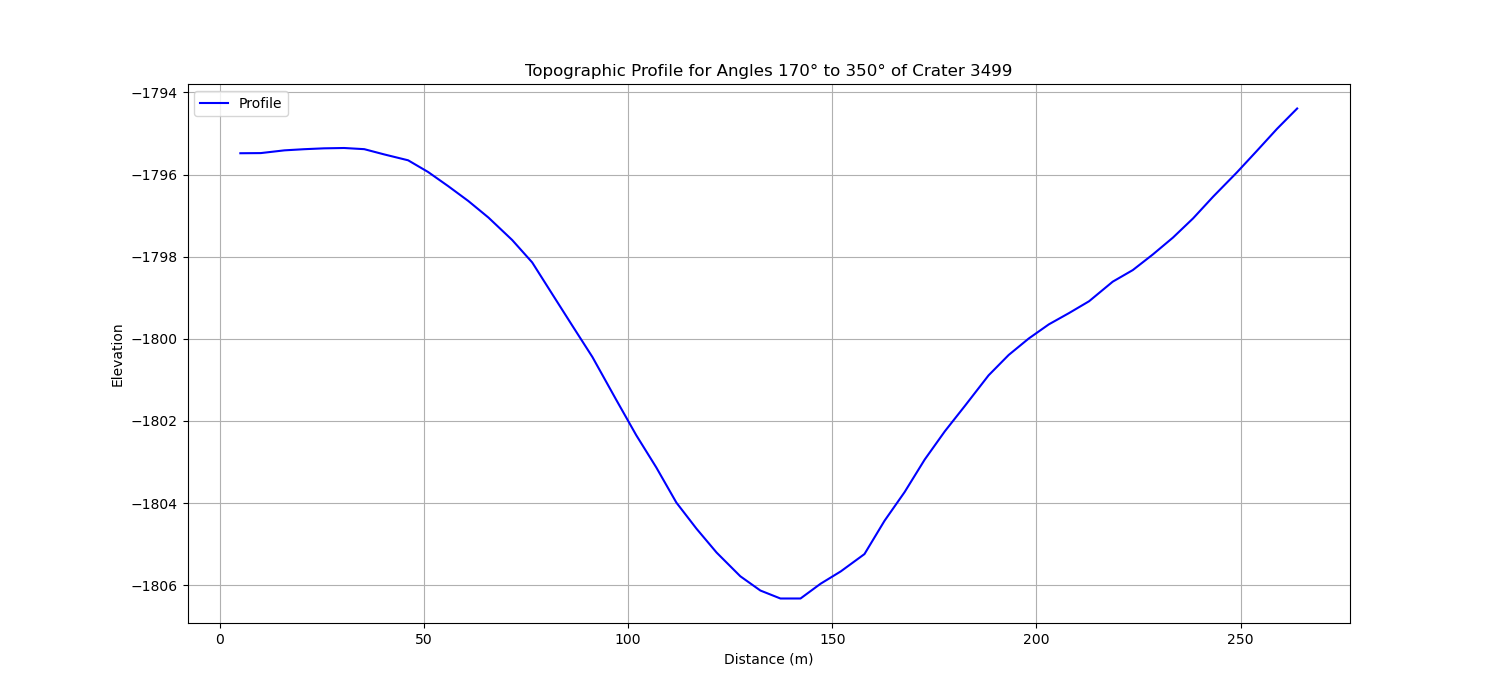 Topographic Profile for Angles 170° to 350° of Crater 3499
Profile
−1794
−1796
−1798
−1800
−1802
−1804
−1806
Elevation
0 50 100 150 200 250
Distance (m)